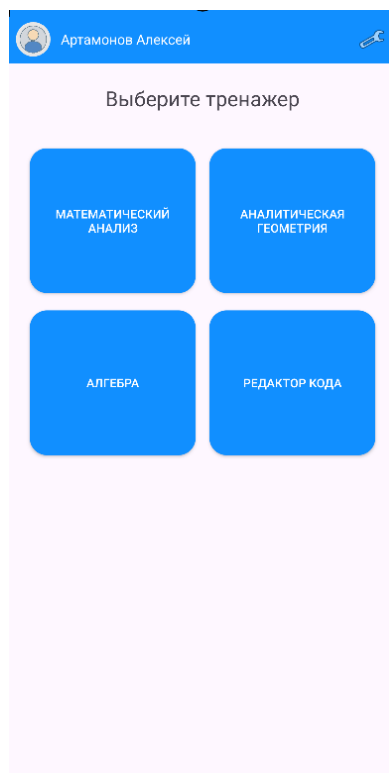 Артамонов Алексей
Выберите тренажер
МАТЕМАТИЧЕСКИЙ
АНАЛИЗ
АНАЛИТИЧЕСКАЯ
ГЕОМЕТРИЯ
АЛГЕБРА
РЕДАКТОР КОДА